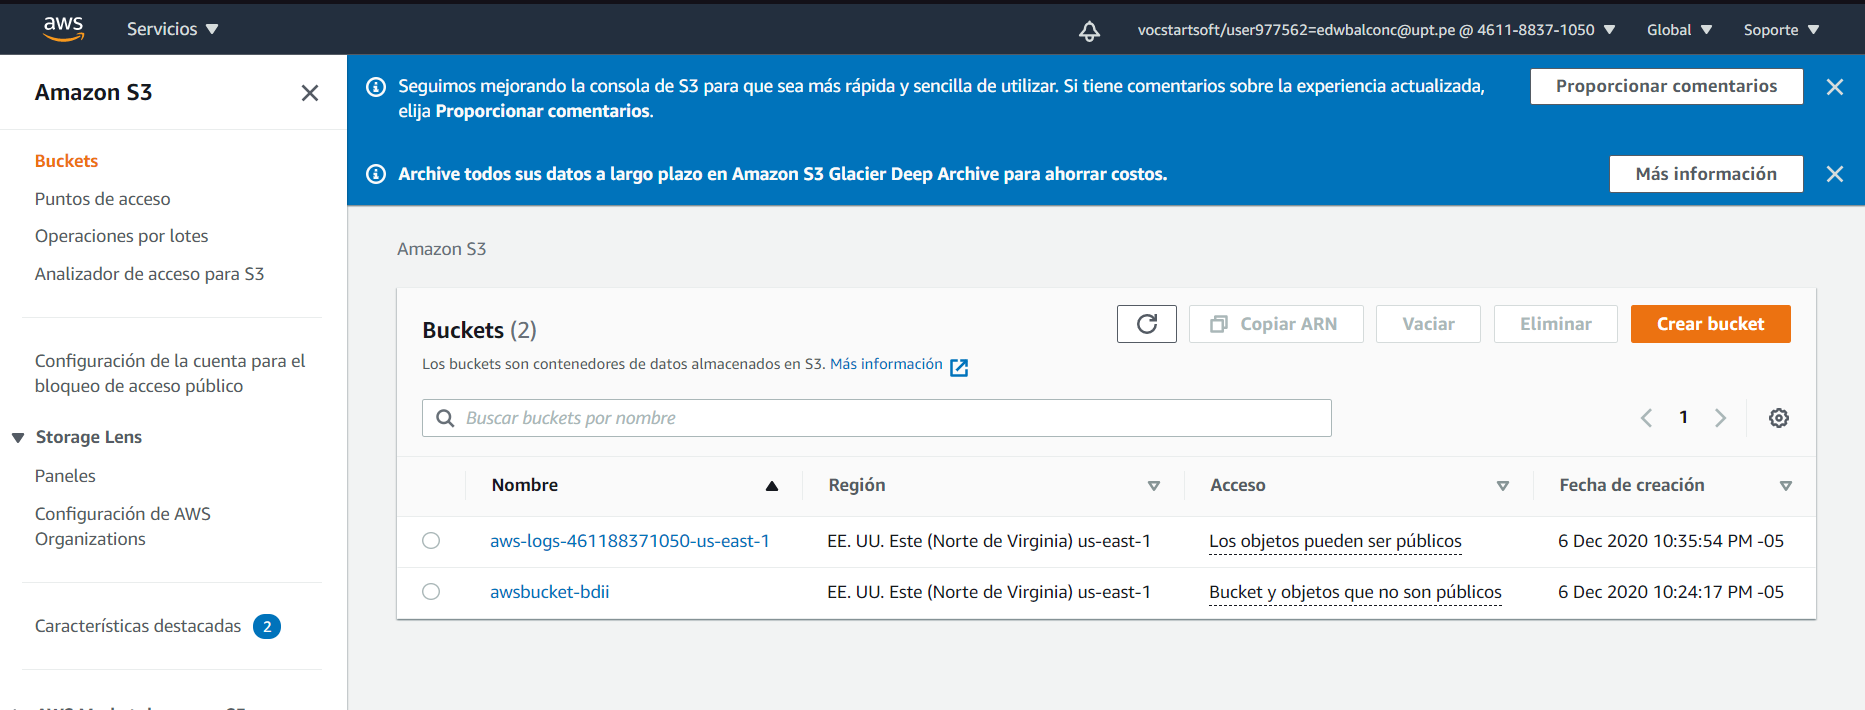 aws
Servicios
vocstartsoft/user977562=edwbalconc@upt.pe @ 4611-8837-1050
Global
Soporte
Amazon S3
Buckets
Puntos de acceso
Operaciones por lotes
Analizador de acceso para S3
Configuración de la cuenta para el
bloqueo de acceso público
Storage Lens
Paneles
Configuración de AWS
Organizations
Características destacadas 2
Seguimos mejorando la consola de S3 para que sea más rápida y sencilla de utilizar. Si tiene comentarios sobre la experiencia actualizada,
elija Proporcionar comentarios.
Proporcionar comentarios
Archive todos sus datos a largo plazo en Amazon S3 Glacier Deep Archive para ahorrar costos.
Más información
Amazon S3
Buckets (2)
Copiar ARN
Vaciar
Eliminar
Crear bucket
Los buckets son contenedores de datos almacenados en S3. Más información
Buscar buckets por nombre
1
Nombre Región Acceso Fecha de creación
aws-logs-461188371050-us-east-1 EE. UU. Este (Norte de Virginia) us-east-1 Los objetos pueden ser públicos 6 Dec 2020 10:35:54 PM -05
awsbucket-bdii EE. UU. Este (Norte de Virginia) us-east-1 Bucket y objetos que no son públicos 6 Dec 2020 10:24:17 PM -05